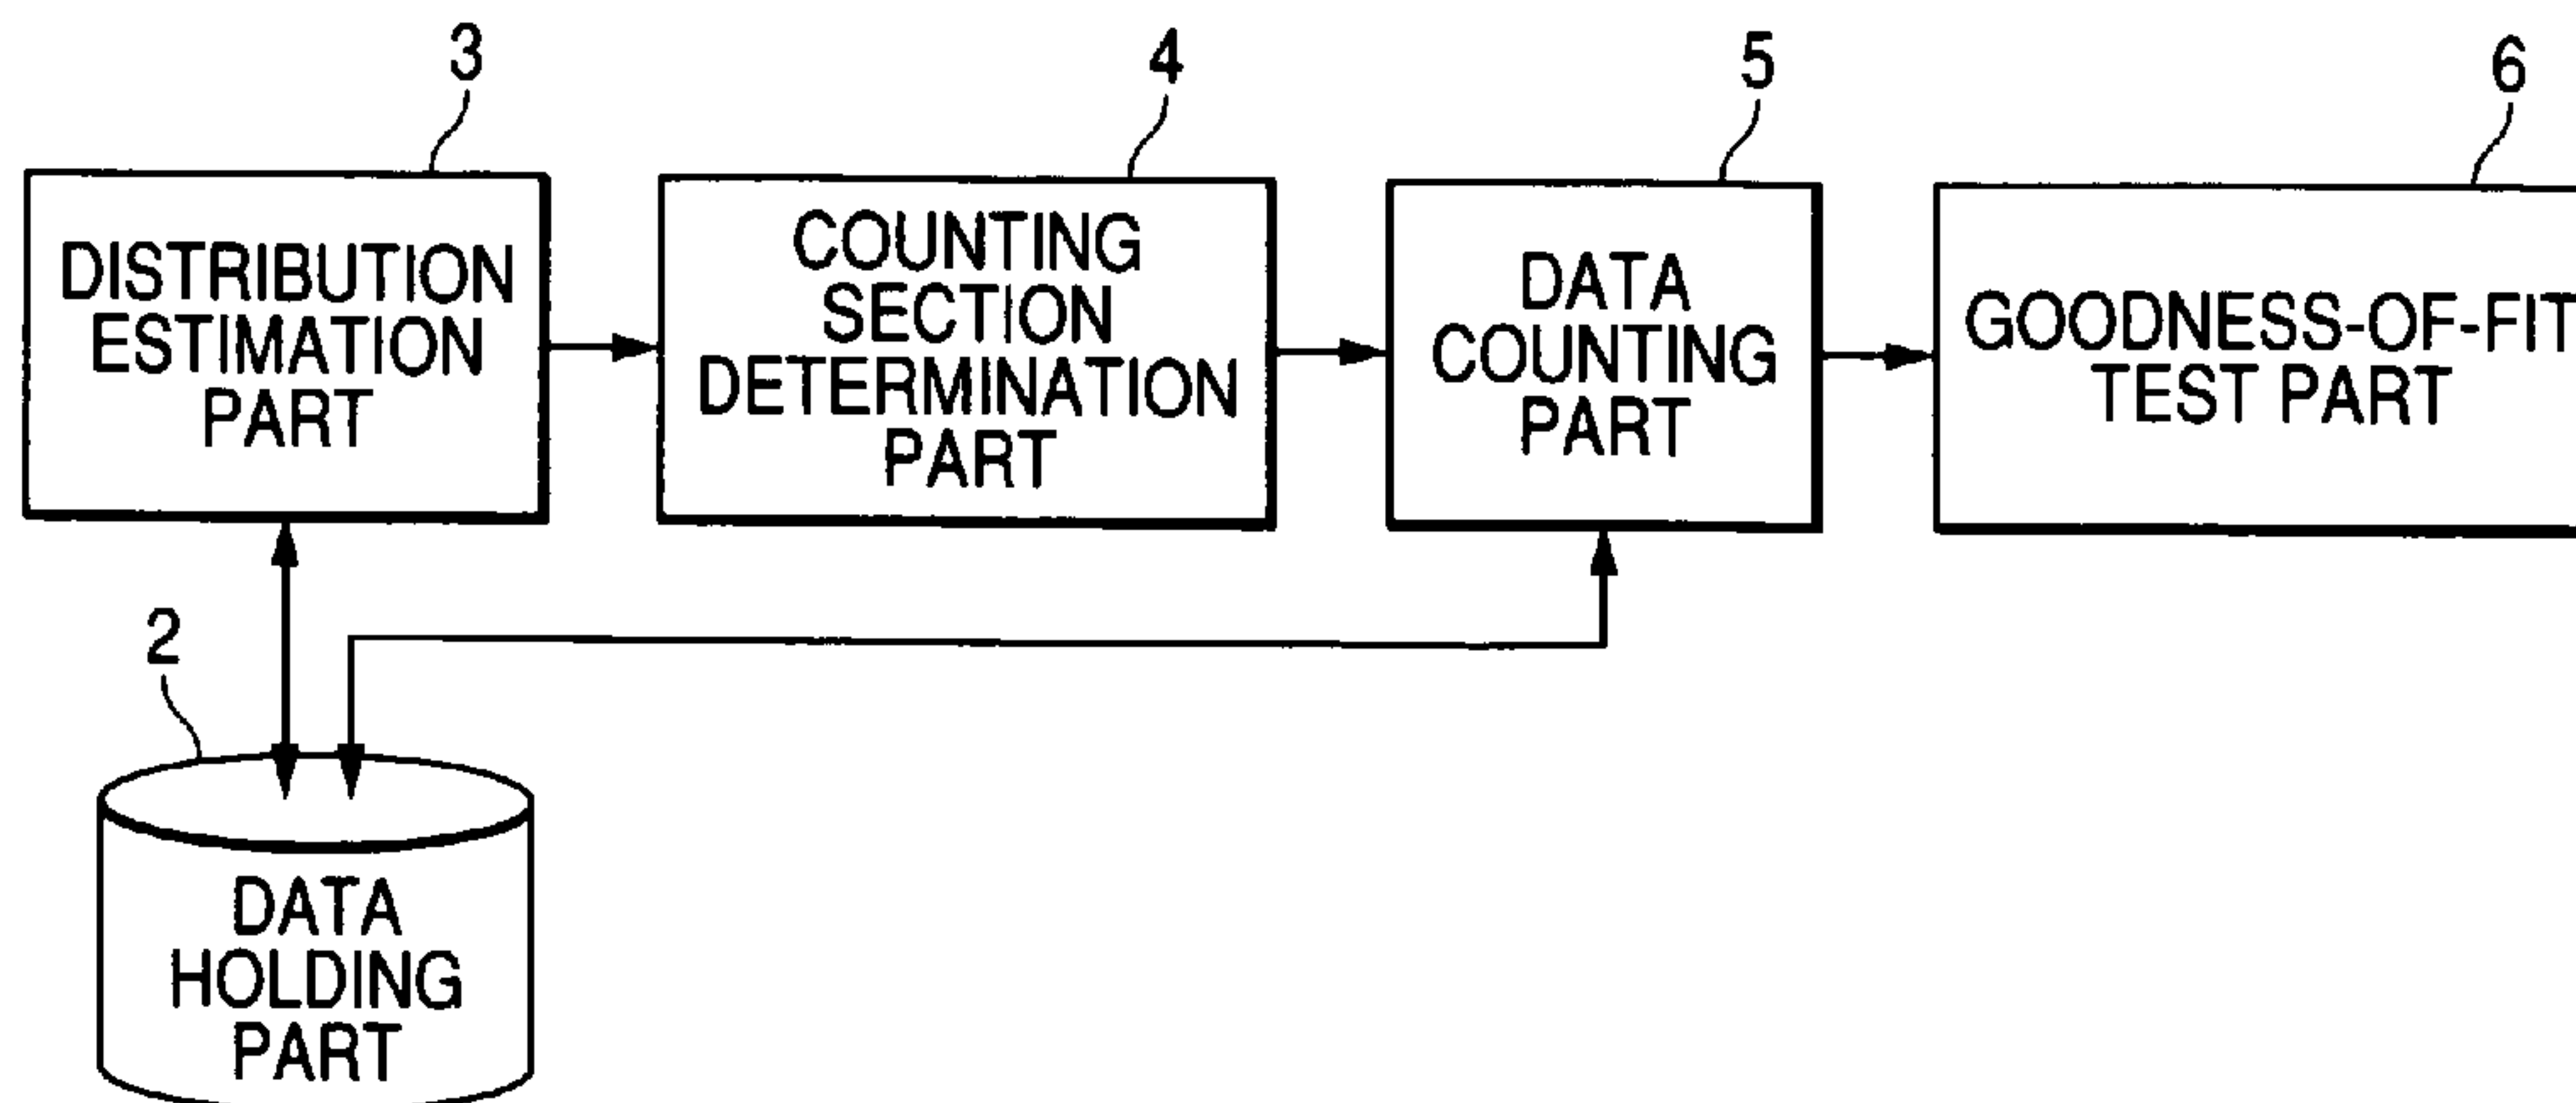 3
DISTRIBUTION
ESTIMATION
PART
4
COUNTING
SECTION
DETERMINATION
PART
5
DATA
COUNTING
PART
6
GOODNESS-OF-FIT
TEST PART
2
DATA
HOLDING
PART